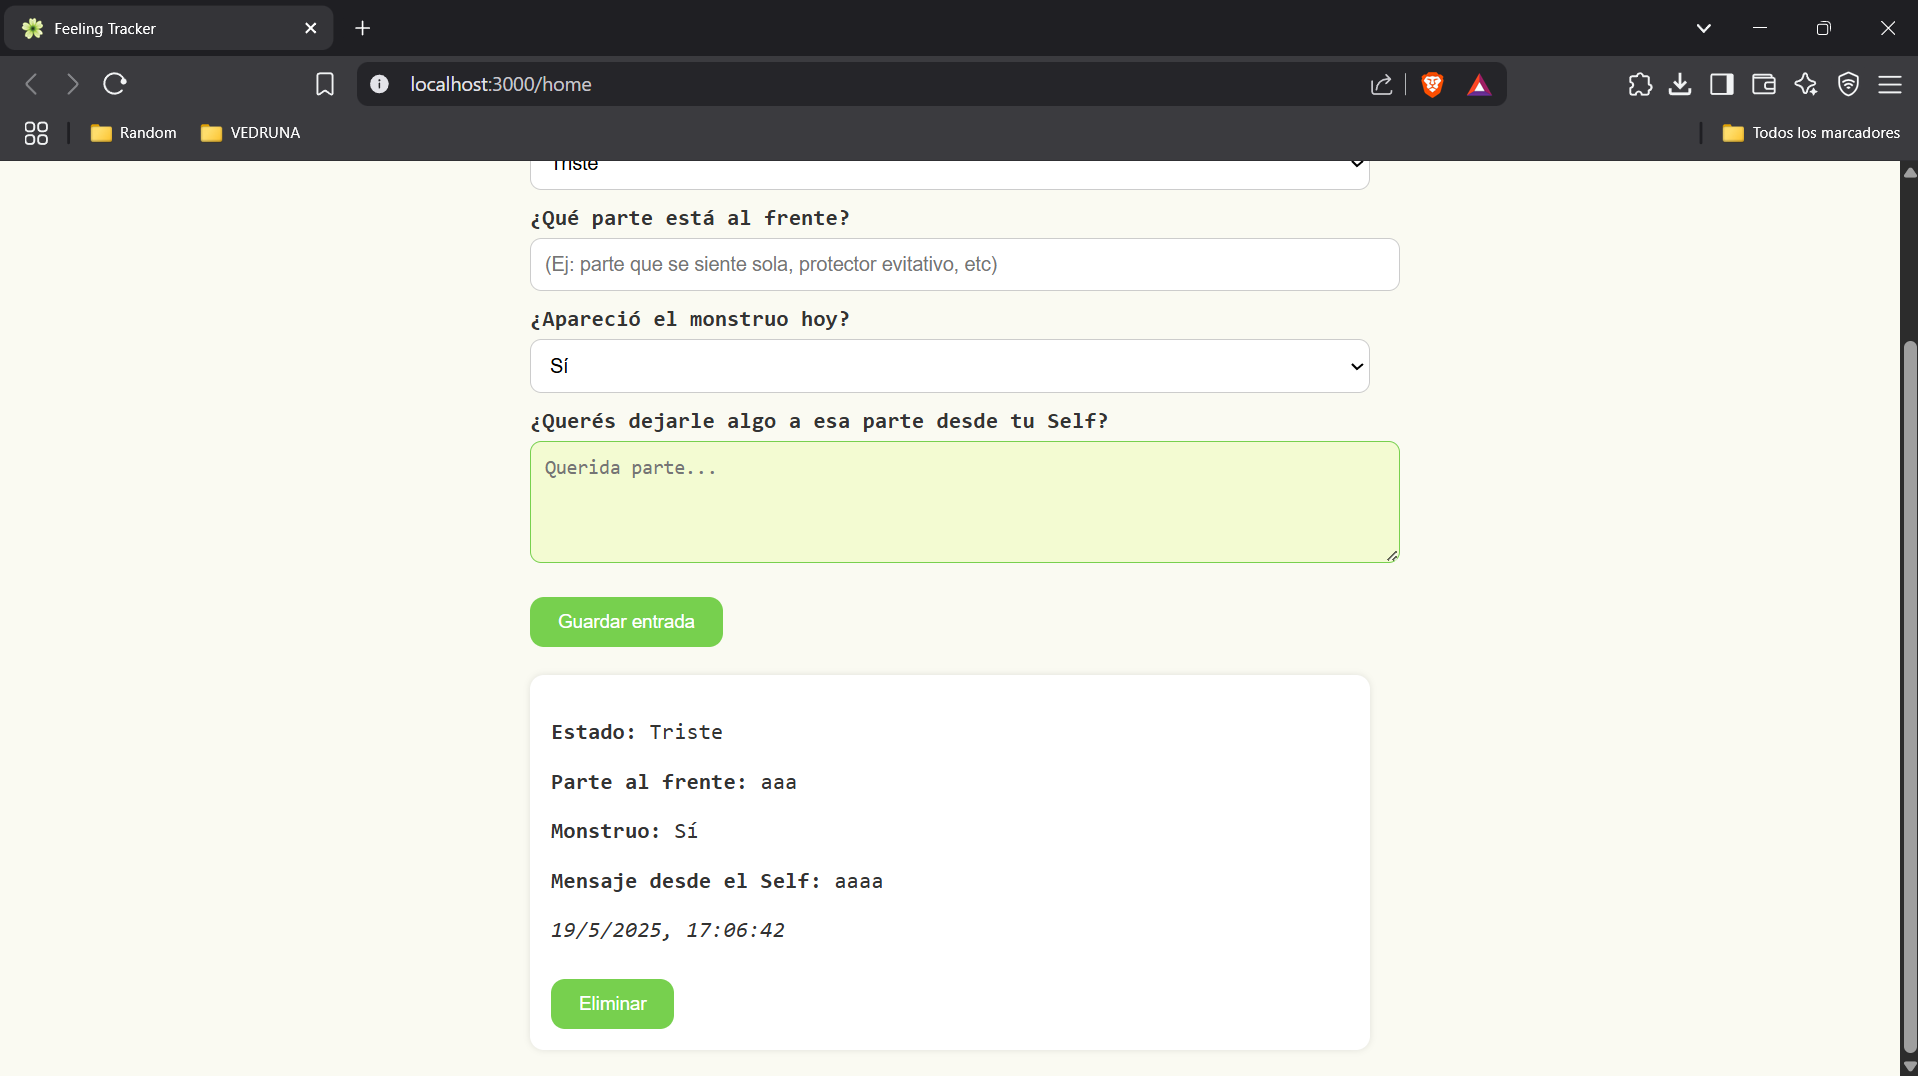 Feeling Tracker
localhost:3000/home
Random
VEDRUNA
Todos los marcadores
Triste
¿Qué parte está al frente?
(Ej: parte que se siente sola, protector evitativo, etc)
¿Apareció el monstruo hoy?
Sí
¿Querés dejarle algo a esa parte desde tu Self?
Querida parte...
Guardar entrada
Estado: Triste
Parte al frente: aaa
Monstruo: Sí
Mensaje desde el Self: aaaa
19/5/2025, 17:06:42
Eliminar